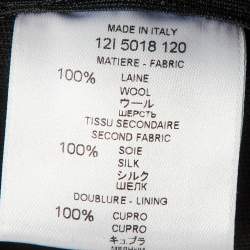 MADE IN ITALY
12I 5018 120
MATIERE - FABRIC
100% LAINE
WOOL
ウール
ШЕРСТЬ
TISSU SECONDAIRE
SECOND FABRIC
100% SOIE
SILK
シルク
ШЕЛК
DOUBLURE - LINING
100% CUPRO
CUPRO
キュプラ